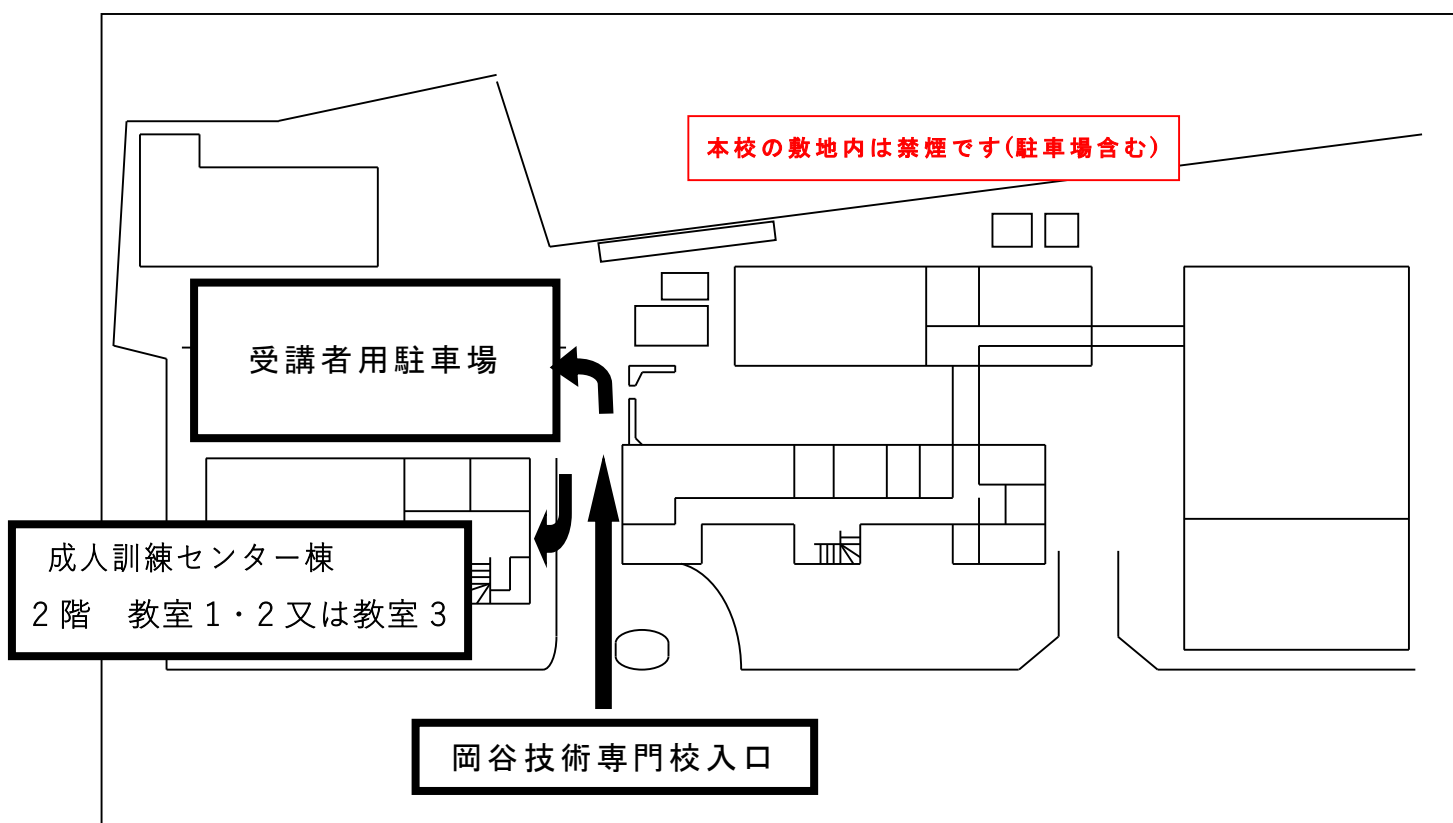 本校の敷地内は禁煙です(駐車場含む)
受講者用駐車場
成人訓練センター棟
2階　教室1・2又は教室3
岡谷技術専門校入口